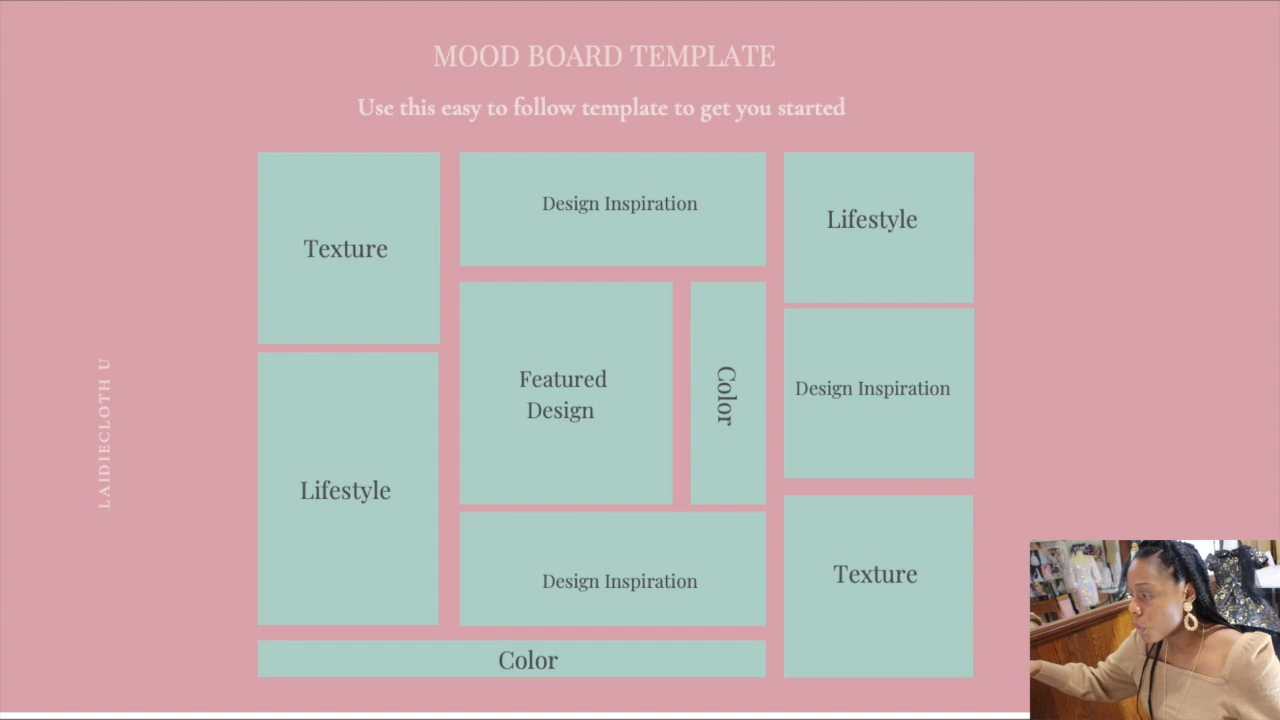 MOOD BOARD TEMPLATE
Use this easy to follow template to get you started
Texture
Design Inspiration
Lifestyle
Featured
Design
Color
Design Inspiration
Lifestyle
Design Inspiration
Texture
Color
LAIDIECLOTH U